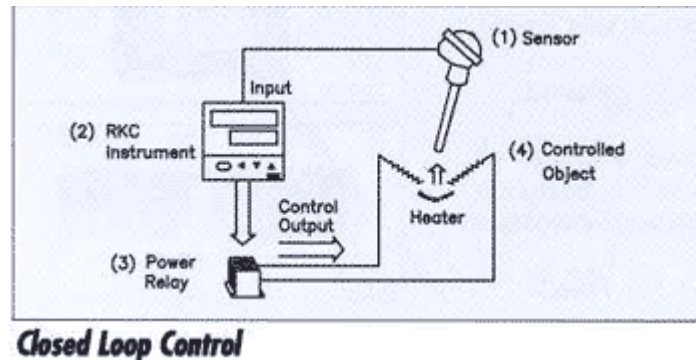 (1) Sensor
Input
(2) RKC
Instrument
(4) Controlled
Object
Control
Output
Heater
(3) Power
Relay
Closed Loop Control